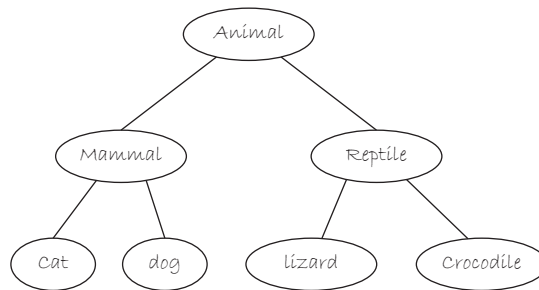 Animal
Mammal
Reptile
Cat
dog
lizard
Crocodile